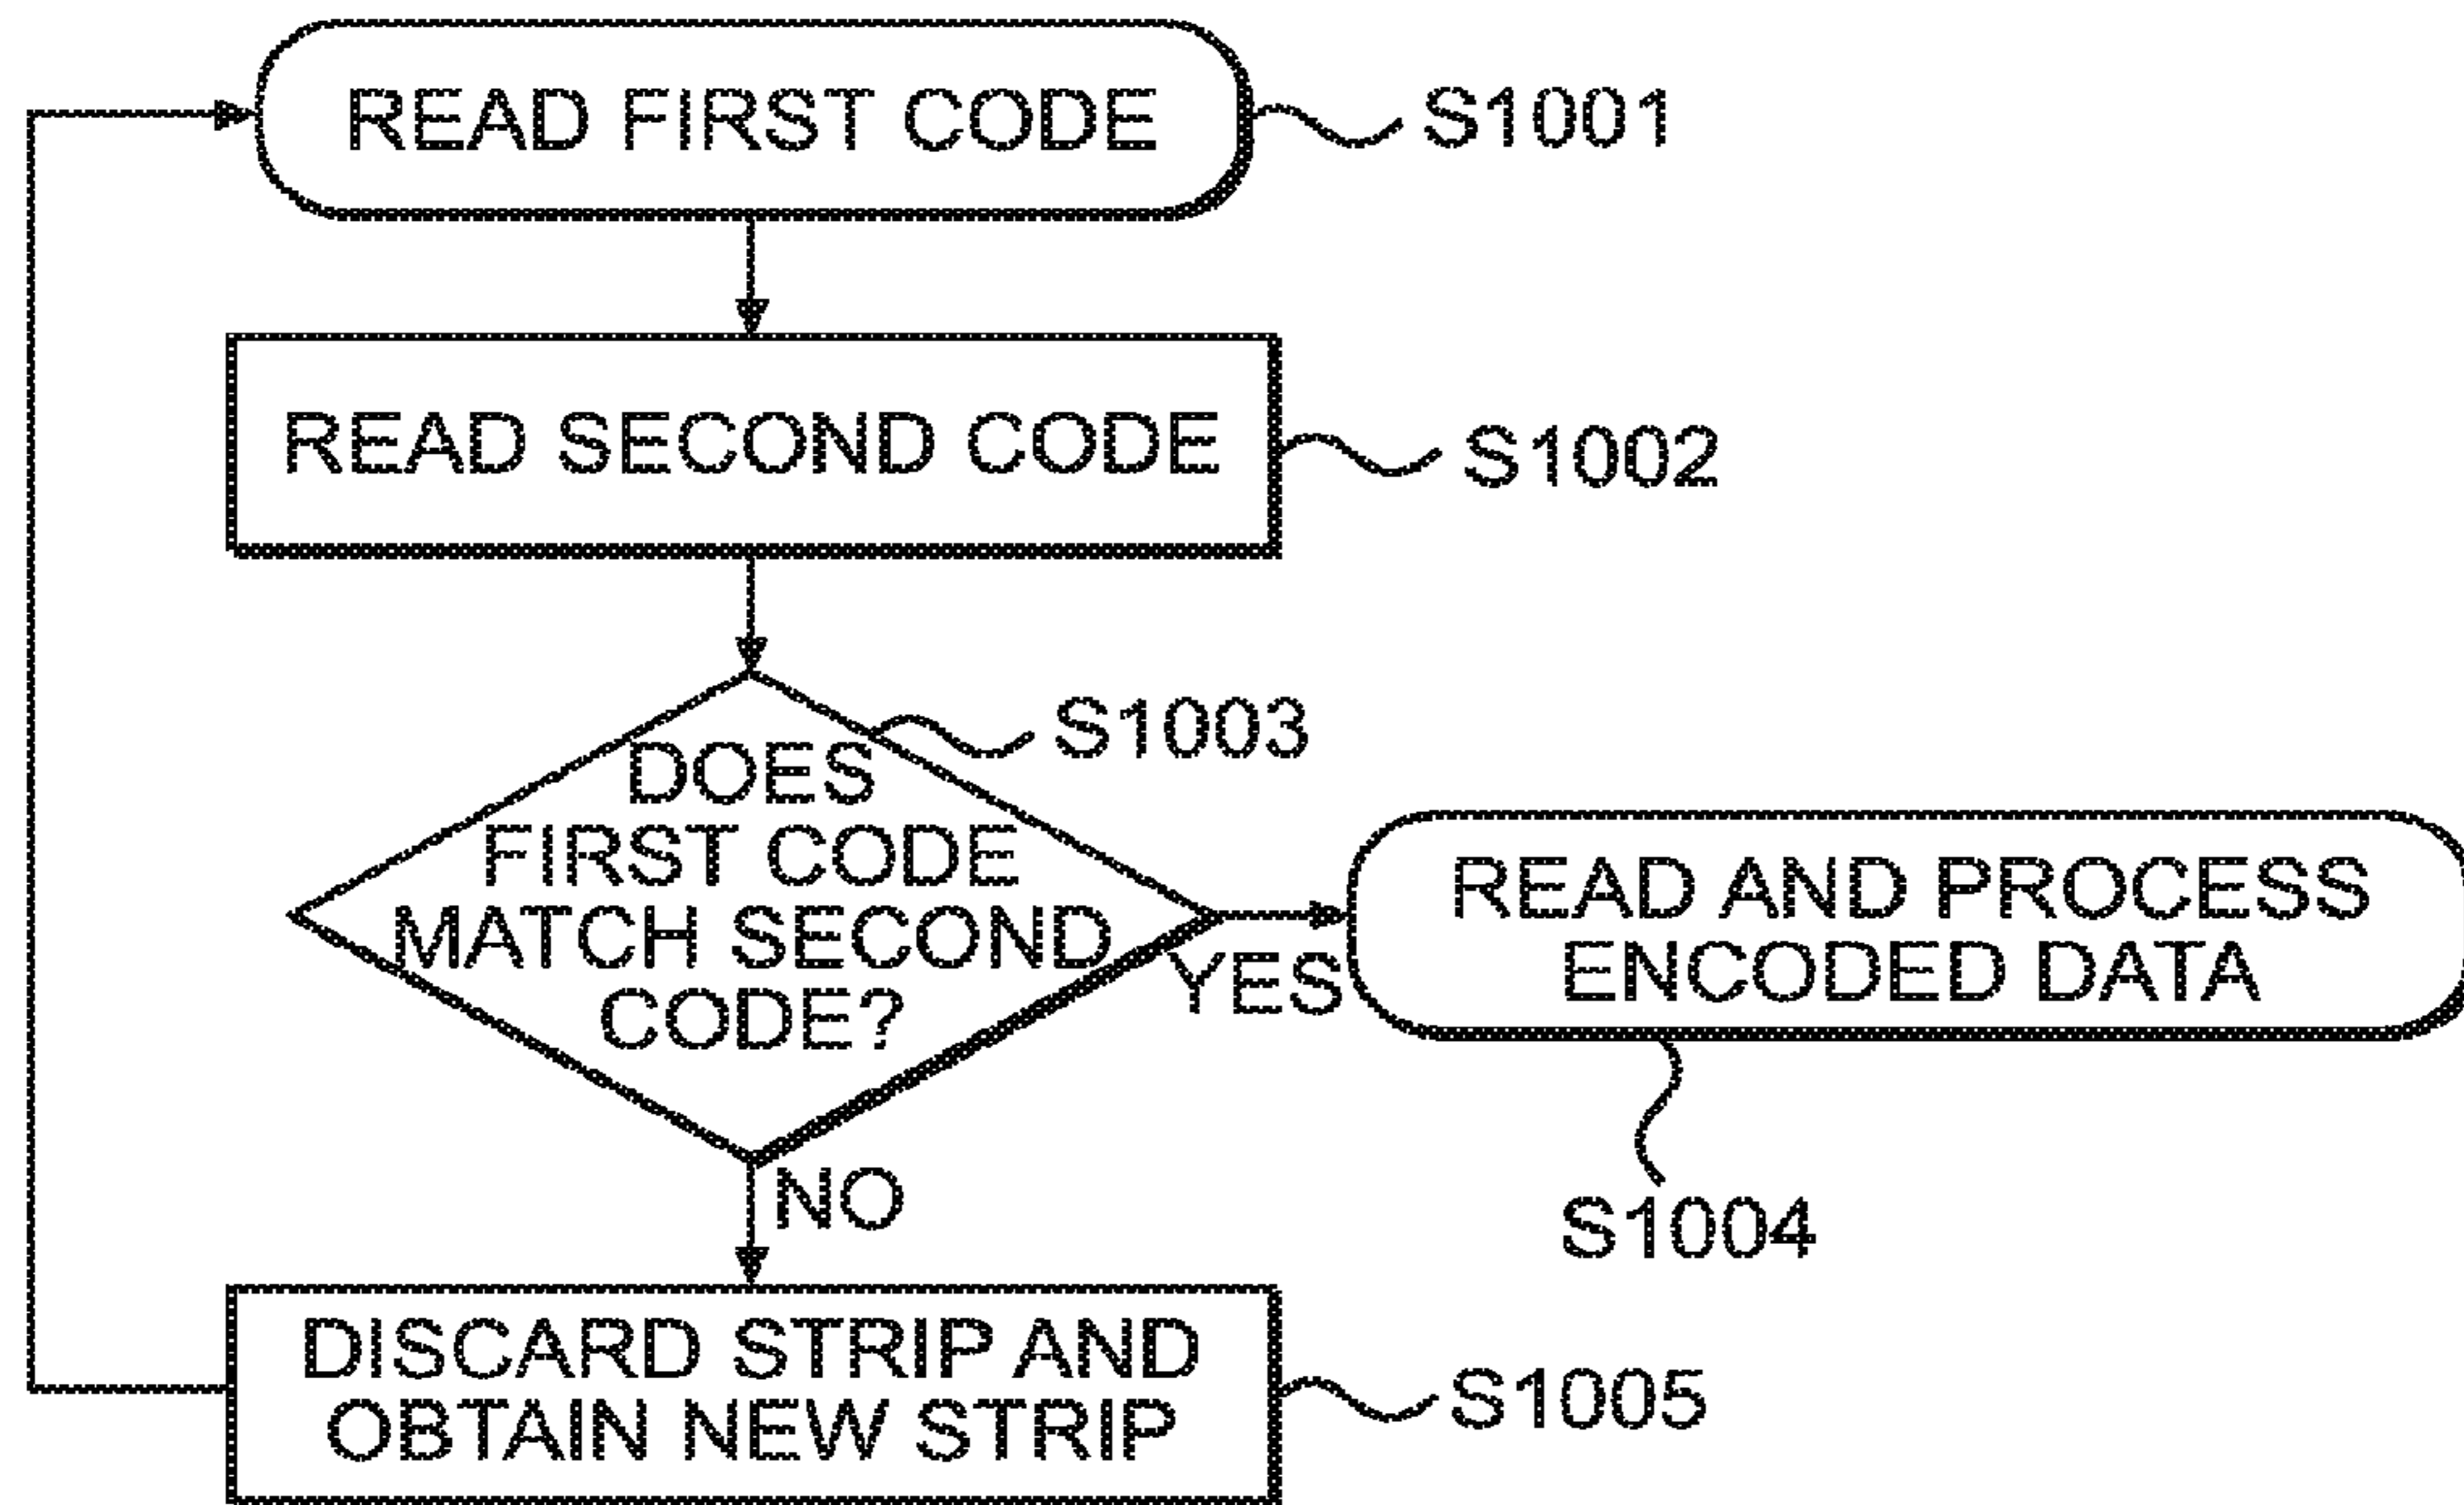 READ FIRST CODE
S1001
READ SECOND CODE
S1002
S1003
DOES
FIRST CODE
MATCH SECOND
CODE?
YES
READ AND PROCESS
ENCODED DATA
S1004
NO
DISCARD STRIP AND
OBTAIN NEW STRIP
S1005